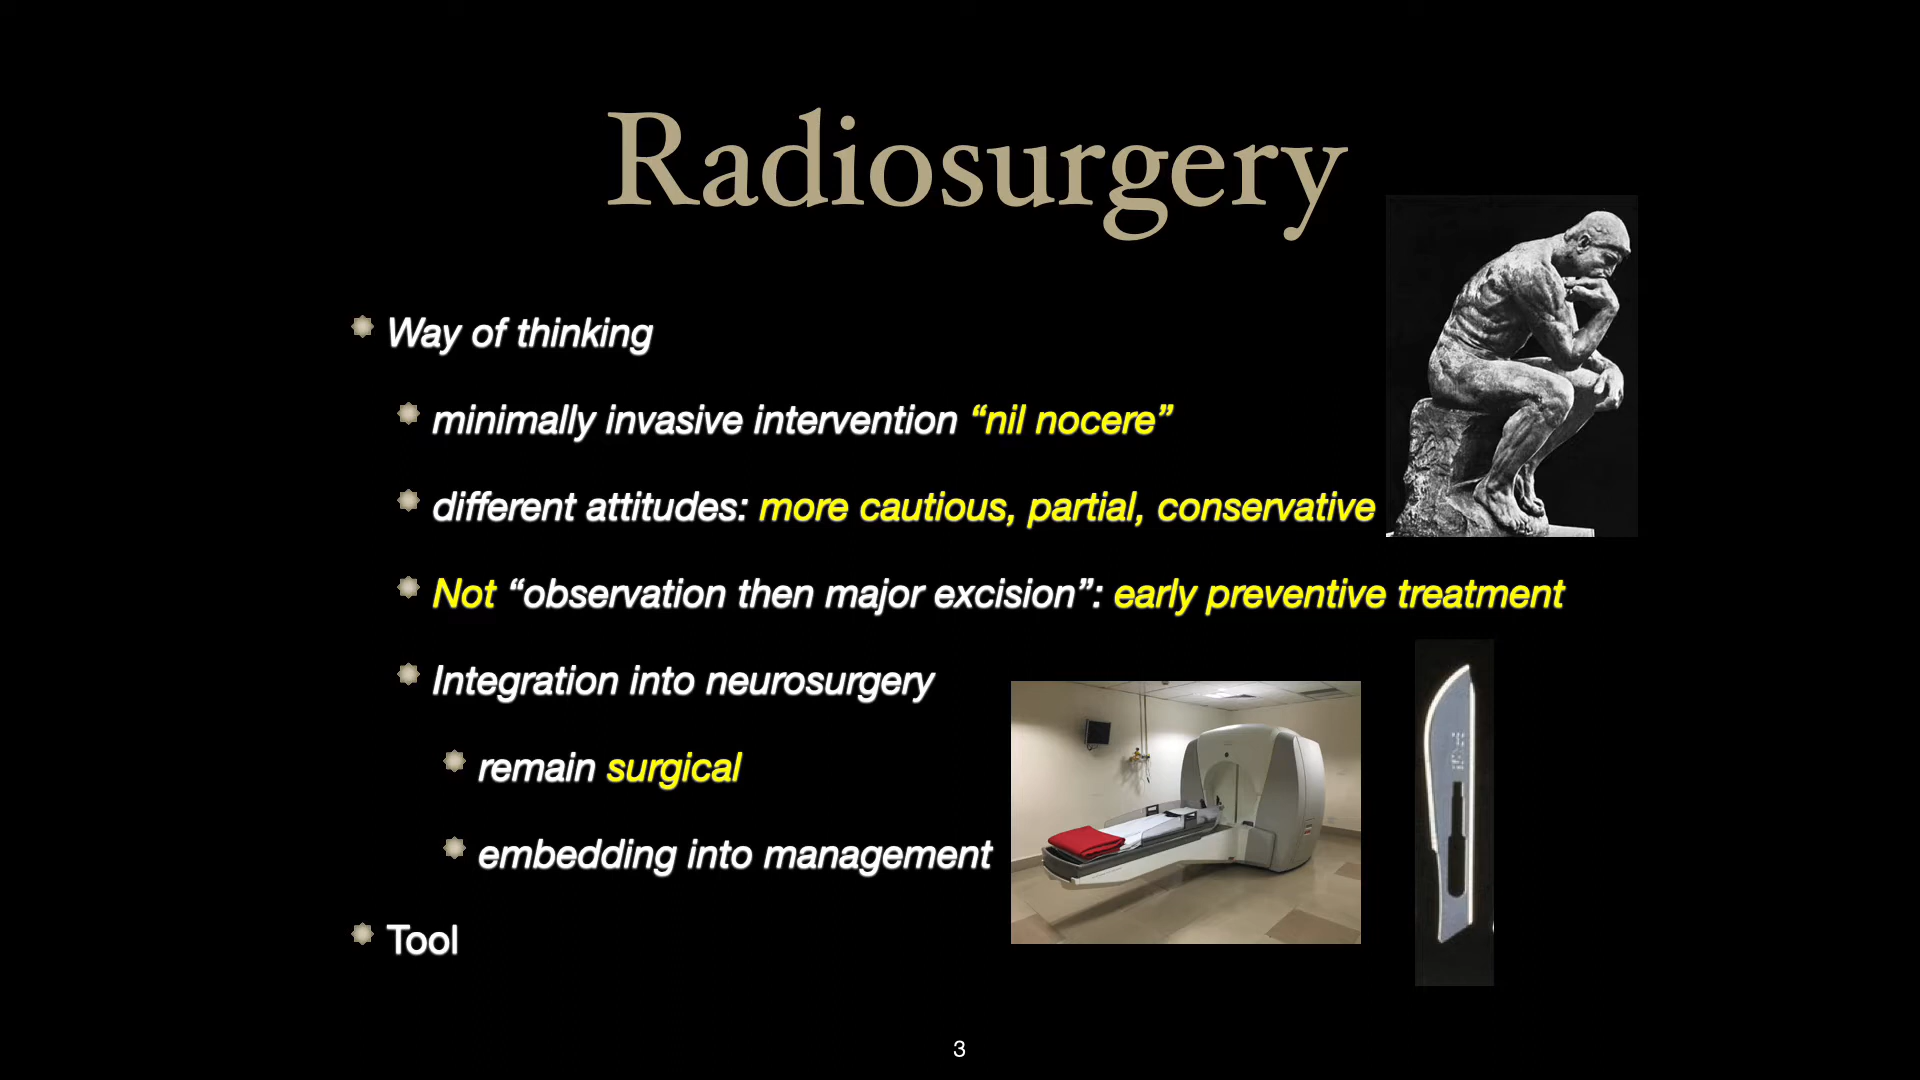 Radiosurgery
Way of thinking
minimally invasive intervention “nil nocere”
different attitudes: more cautious, partial, conservative
Not “observation then major excision”: early preventive treatment
Integration into neurosurgery
remain surgical
embedding into management
Tool
3